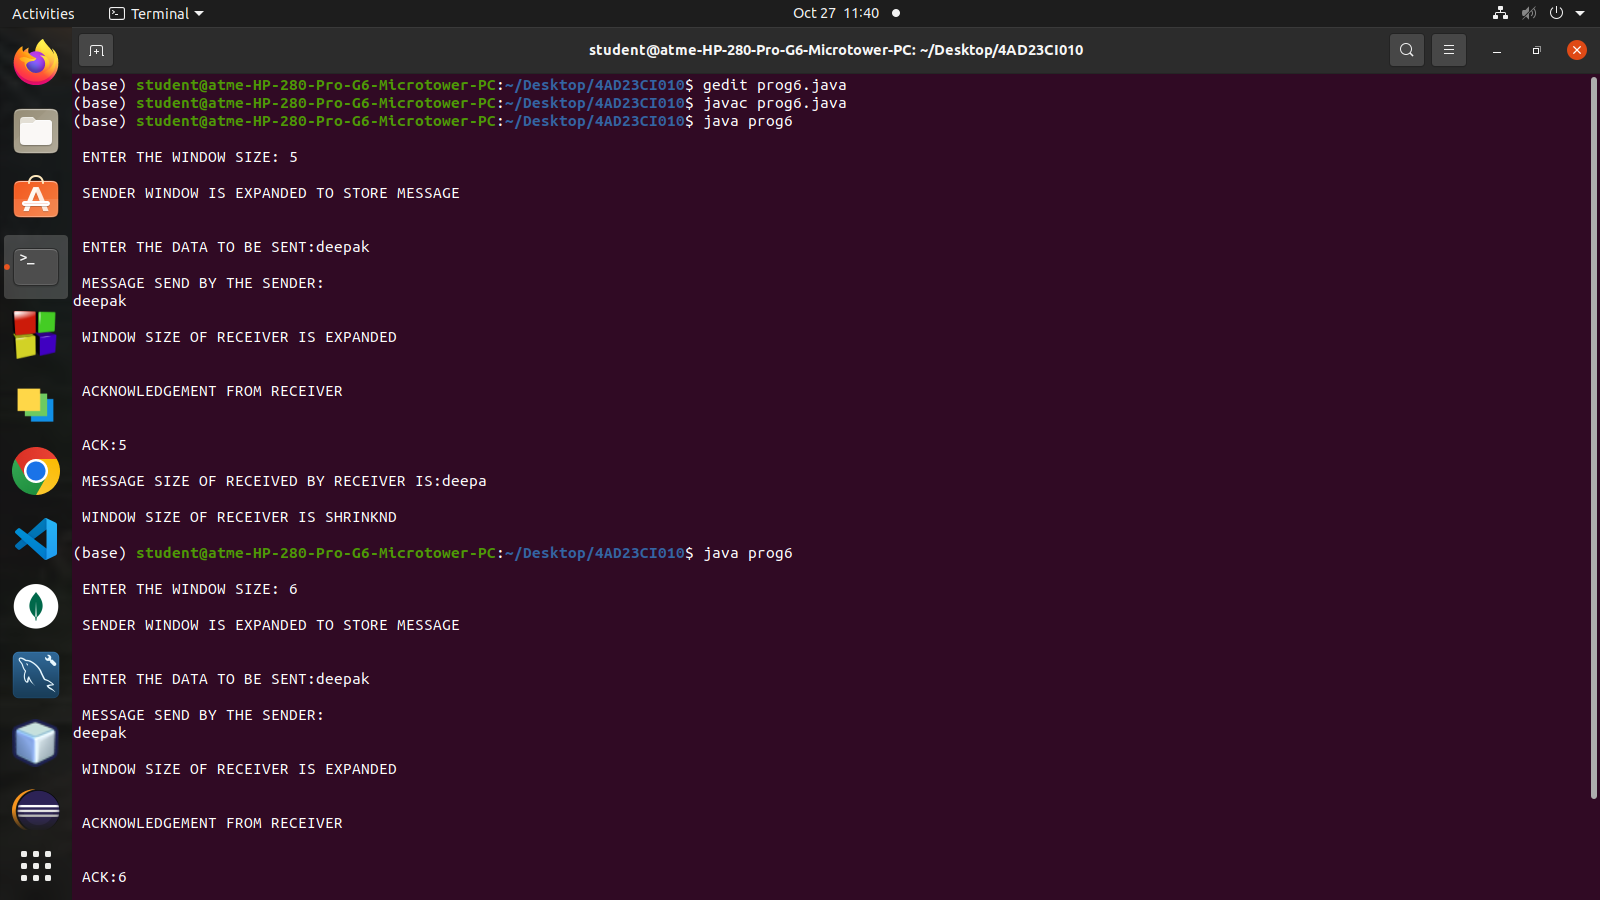 Activities Terminal Oct 27 11:40
student@atme-HP-280-Pro-G6-Microtower-PC: ~/Desktop/4AD23CI010
(base) student@atme-HP-280-Pro-G6-Microtower-PC:~/Desktop/4AD23CI010$ gedit prog6.java
(base) student@atme-HP-280-Pro-G6-Microtower-PC:~/Desktop/4AD23CI010$ javac prog6.java
(base) student@atme-HP-280-Pro-G6-Microtower-PC:~/Desktop/4AD23CI010$ java prog6
ENTER THE WINDOW SIZE: 5
SENDER WINDOW IS EXPANDED TO STORE MESSAGE
ENTER THE DATA TO BE SENT:deepak
MESSAGE SEND BY THE SENDER:
deepak
WINDOW SIZE OF RECEIVER IS EXPANDED
ACKNOWLEDGEMENT FROM RECEIVER
ACK:5
MESSAGE SIZE OF RECEIVED BY RECEIVER IS:deepa
WINDOW SIZE OF RECEIVER IS SHRINKND
(base) student@atme-HP-280-Pro-G6-Microtower-PC:~/Desktop/4AD23CI010$ java prog6
ENTER THE WINDOW SIZE: 6
SENDER WINDOW IS EXPANDED TO STORE MESSAGE
ENTER THE DATA TO BE SENT:deepak
MESSAGE SEND BY THE SENDER:
deepak
WINDOW SIZE OF RECEIVER IS EXPANDED
ACKNOWLEDGEMENT FROM RECEIVER
ACK:6